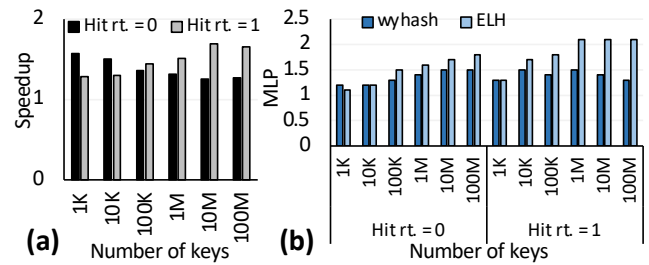 Hit rt. = 0 Hit rt. = 1
Speedup
2
1
0
1K 10K 100K 1M 10M 100M
(a)
Number of keys
wyhash ELH
MLP
2.5
2
1.5
1
0.5
0
1K 10K 100K 1M 10M 100M 1K 10K 100K 1M 10M 100M
Hit rt. = 0 Hit rt. = 1
(b)
Number of keys